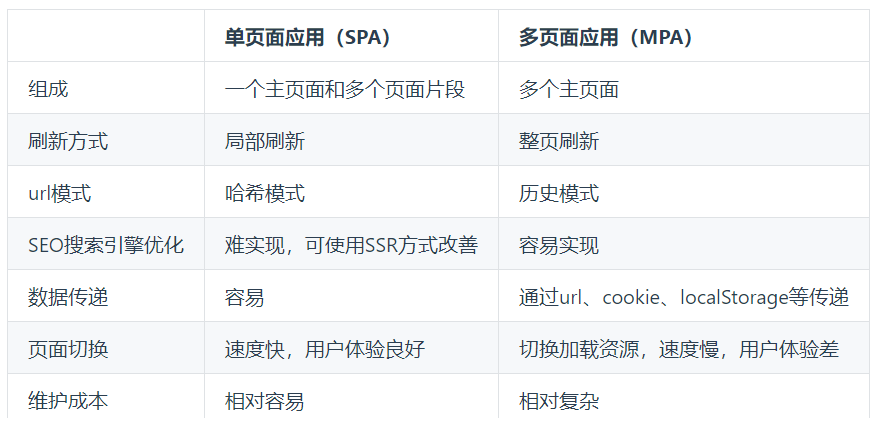 单页面应用（SPA） 多页面应用（MPA）
组成 一个主页面和多个页面片段 多个主页面
刷新方式 局部刷新 整页刷新
url模式 哈希模式 历史模式
SEO搜索引擎优化 难实现，可使用SSR方式改善 容易实现
数据传递 容易 通过url、cookie、localStorage等传递
页面切换 速度快，用户体验良好 切换加载资源，速度慢，用户体验差
维护成本 相对容易 相对复杂